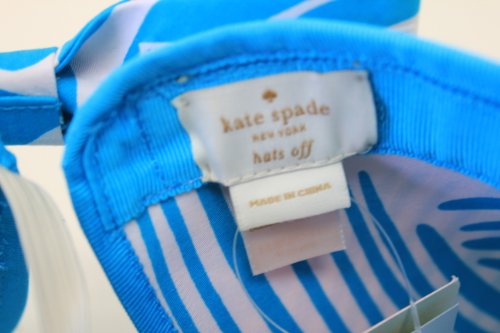 kate spade
NEW YORK
hats off
MADE IN CHINA